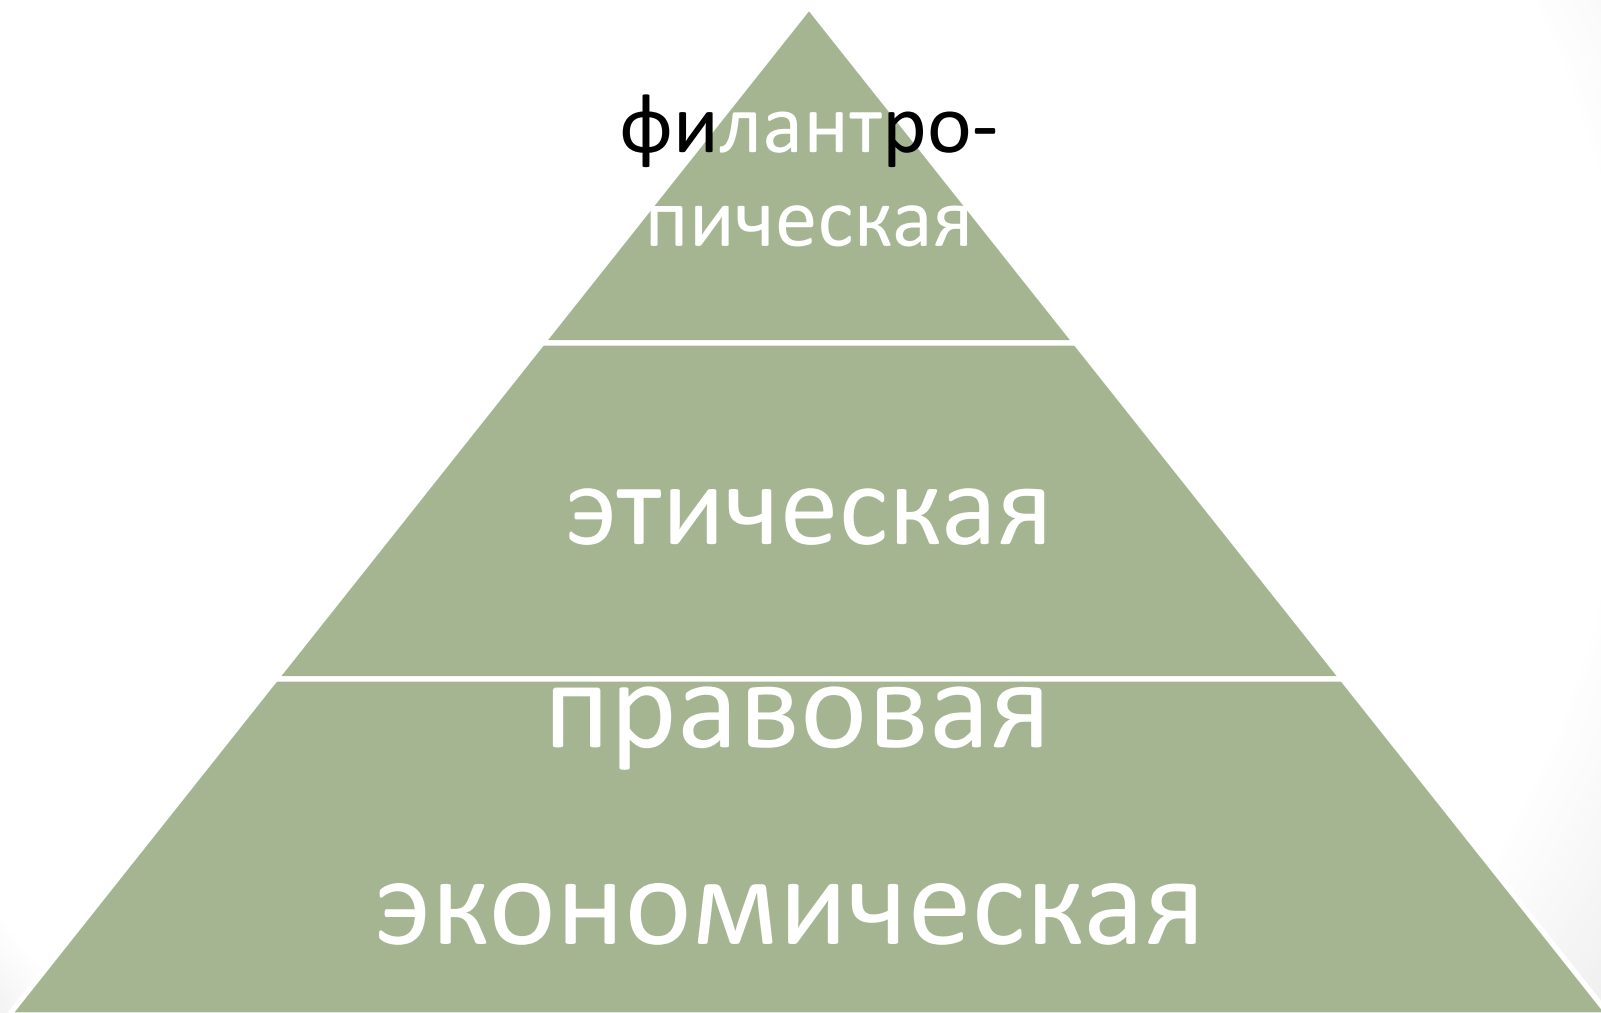 филантро-
пическая
этическая
правовая
экономическая